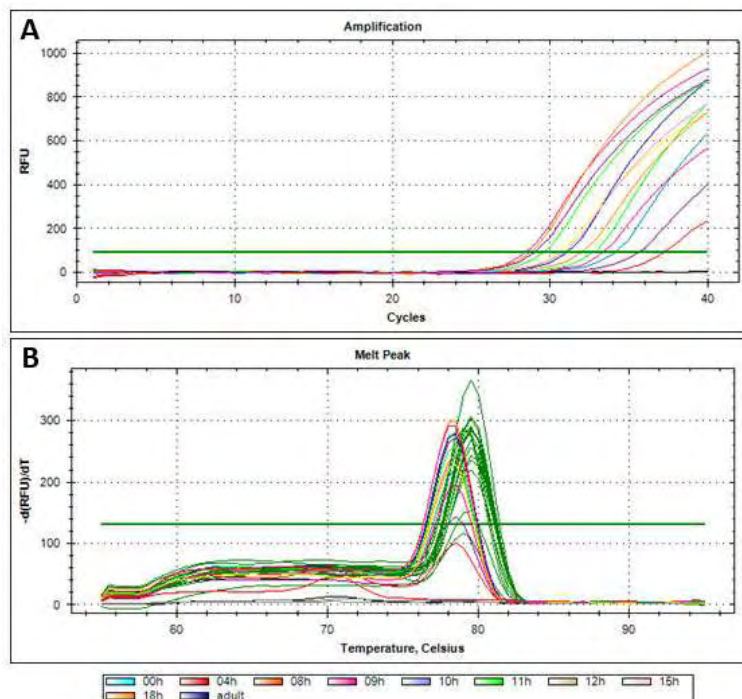 A
Amplification
1000
800
600
400
200
0
RFU
0 10 20 30 40
Cycles
B
Melt Peak
300
200
100
0
-d(RFU)/dT
60 70 80 90
Temperature, Celsius
00h 04h 08h 09h 10h 11h 12h 15h
18h adult